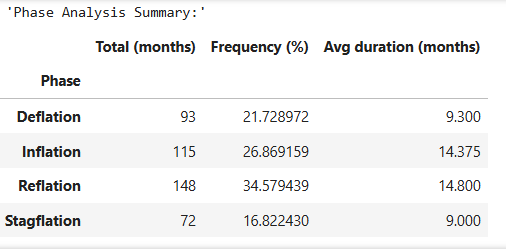 'Phase Analysis Summary:'
Total (months) Frequency (%) Avg duration (months)
Phase
Deflation 93 21.728972 9.300
Inflation 115 26.869159 14.375
Reflation 148 34.579439 14.800
Stagflation 72 16.822430 9.000